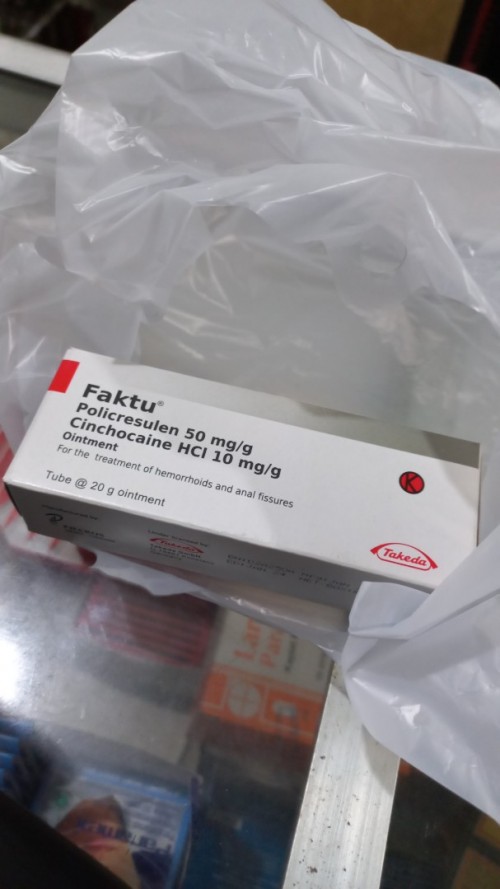 Faktu®
Policresulen 50 mg/g
Cinchocaine HCl 10 mg/g
Ointment
For the treatment of hemorrhoids and anal fissures
Tube @ 20 g ointment
K
Takeda
Takeda